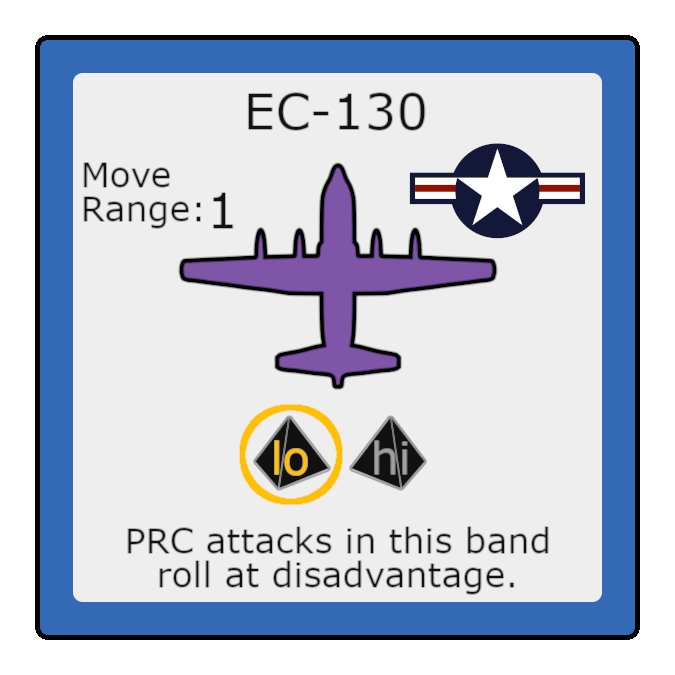 EC-130
Move
Range: 1
lo hi
PRC attacks in this band
roll at disadvantage.